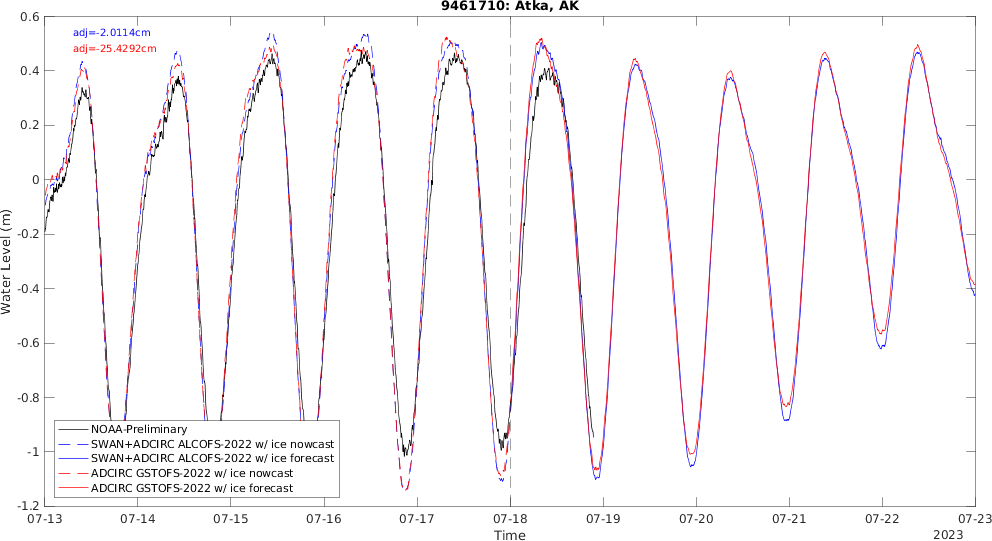 9461710: Atka, AK
adj=-2.0114cm
adj=-25.4292cm
0.6
0.4
0.2
0
-0.2
-0.4
-0.6
-0.8
-1
-1.2
Water Level (m)
NOAA-Preliminary
SWAN+ADCIRC ALCOFS-2022 w/ ice nowcast
SWAN+ADCIRC ALCOFS-2022 w/ ice forecast
ADCIRC GSTOFS-2022 w/ ice nowcast
ADCIRC GSTOFS-2022 w/ ice forecast
07-13 07-14 07-15 07-16 07-17 07-18 07-19 07-20 07-21 07-22 07-23
Time
2023